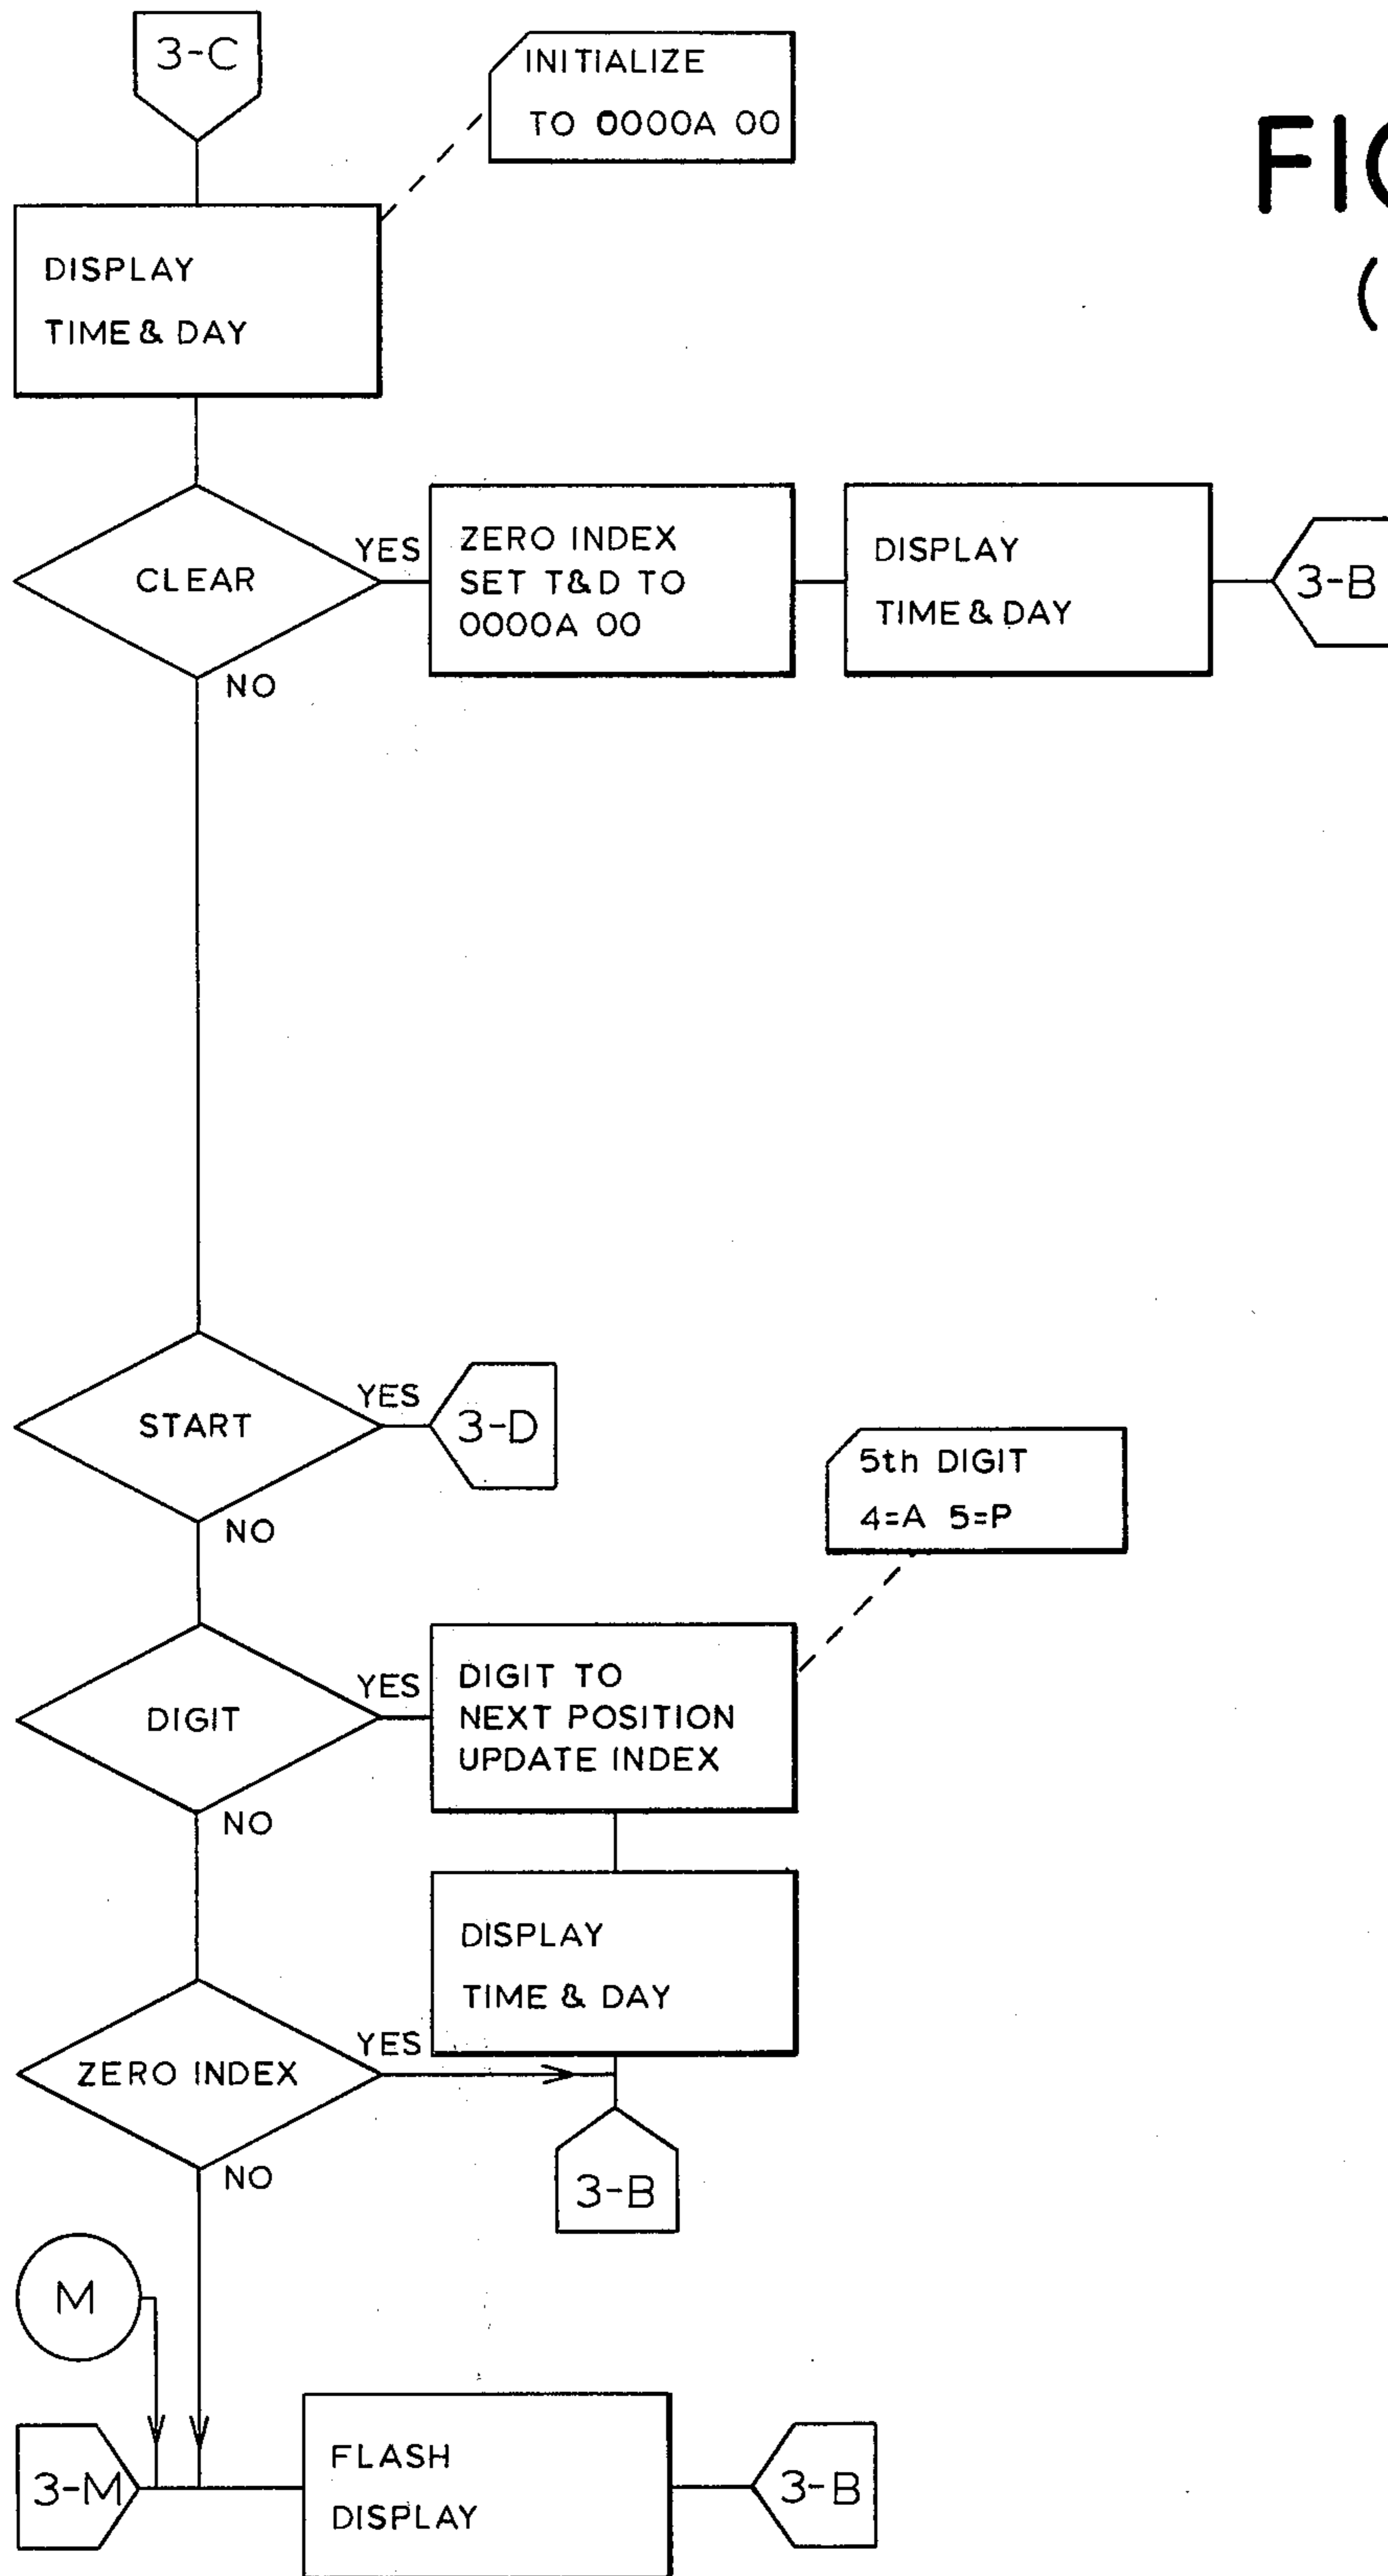 3-C
INITIALIZE
TO 0000A 00
DISPLAY
TIME & DAY
CLEAR
YES
NO
ZERO INDEX
SET T&D TO
0000A 00
DISPLAY
TIME & DAY
3-B
START
YES
NO
3-D
5th DIGIT
4=A 5=P
DIGIT
YES
NO
DIGIT TO
NEXT POSITION
UPDATE INDEX
DISPLAY
TIME & DAY
ZERO INDEX
YES
NO
3-B
M
3-M
FLASH
DISPLAY
3-B